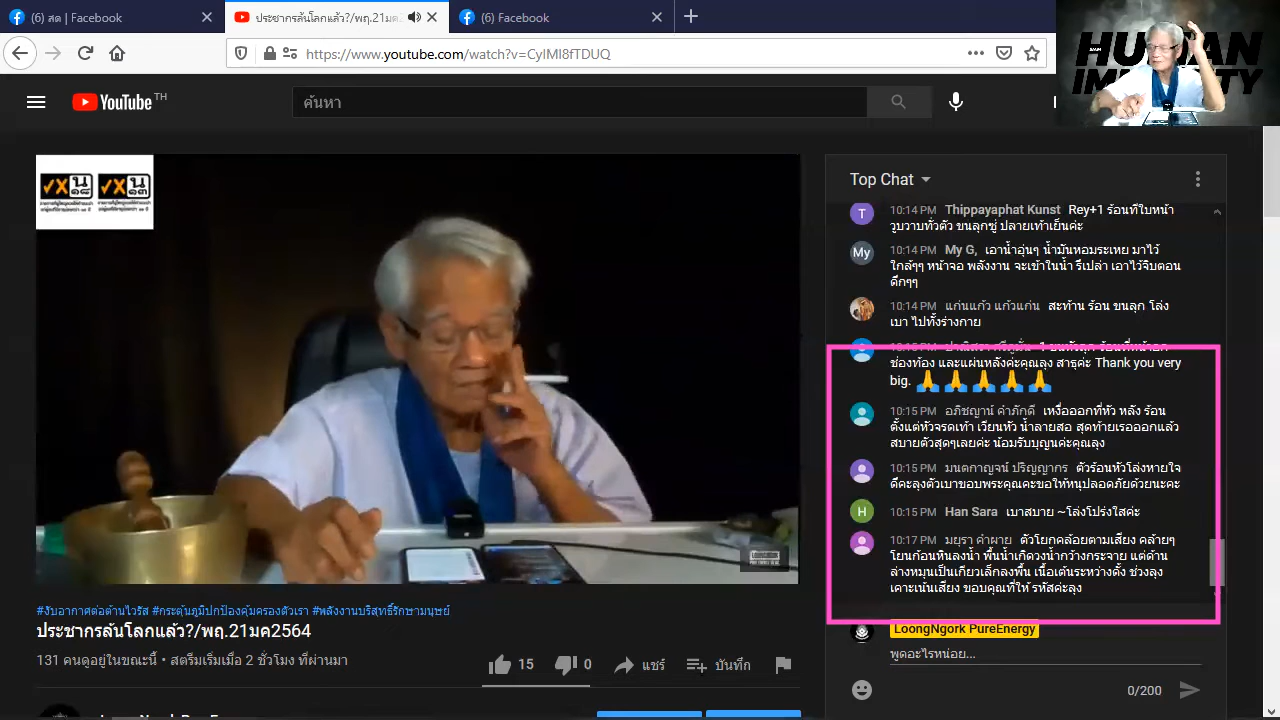 (6) สด | Facebook
ประชากรล้นโลกแล้ว?/พฤ.21มค
(6) Facebook
https://www.youtube.com/watch?v=CyIMI8fTDUQ
HUMAN
YouTube TH
ค้นหา
น ๑๘ น ๑๓
Top Chat
10:14 PM Thippayaphat Kunst Rey+1 ร้อนที่ใบหน้า
วูบวาบทั่วตัว ขนลุกซู่ ปลายเท้าเย็นค่ะ
10:14 PM My G, เอาน้ำอุ่นๆ น้ำมันหอมระเหย มาไว้
ใกล้ๆๆ หน้าจอ พลังงาน จะเข้าในน้ำ รึเปล่า เอาไว้จิบตอน
ดึกๆๆ
10:14 PM แก่นแก้ว แก้วแก่น สะท้าน ร้อน ขนลุก โล่ง
เบา ไปทั้งร่างกาย
ช่องท้อง และแผ่นหลังค่ะคุณลุง สาธุค่ะ Thank you very
big. 🙏🙏🙏🙏🙏
10:15 PM อภิชญาน์ คำภักดี เหงื่อออกที่หัว หลัง ร้อน
ตั้งแต่หัวจรดเท้า เวียนหัว น้ำลายสอ สุดท้ายเรอออกแล้ว
สบายตัวสุดๆเลยค่ะ น้อมรับบุญน่ะค่ะคุณลุง
10:15 PM มนตกาญจน์ ปริญญากร ตัวร้อนหัวโล่งหายใจ
ดีคะลุงตัวเบาขอบพระคุณคะขอให้หนุปลอดภัยด้วยนะคะ
10:15 PM Han Sara เบาสบาย ~โล่งโปร่งใสค่ะ
10:17 PM มยุรา คำผาย ตัวโยกคล้อยตามเสียง คล้ายๆ
โยนก้อนหินลงน้ำ พื้นน้ำเกิดวงน้ำกว้างกระจาย แต่ด้าน
ล่างหมุนเป็นเกียวเล็กลงพื้น เนื้อเต้นระหว่างตั้ง ช่วงลุง
เคาะเน้นเสียง ขอบคุณที่ให้ รหัสค่ะลุง
LoongNgork PureEnergy
พูดอะไรหน่อย...
0/200
#งับอากาศต่อต้านไวรัส #กระตุ้นภูมิปกป้องคุ้มครองตัวเรา #พลังงานบริสุทธิ์รักษามนุษย์
ประชากรล้นโลกแล้ว?/พฤ.21มค2564
131 คนดูอยู่ในขณะนี้ • สตรีมเริ่มเมื่อ 2 ชั่วโมง ที่ผ่านมา
15 0 แชร์ บันทึก